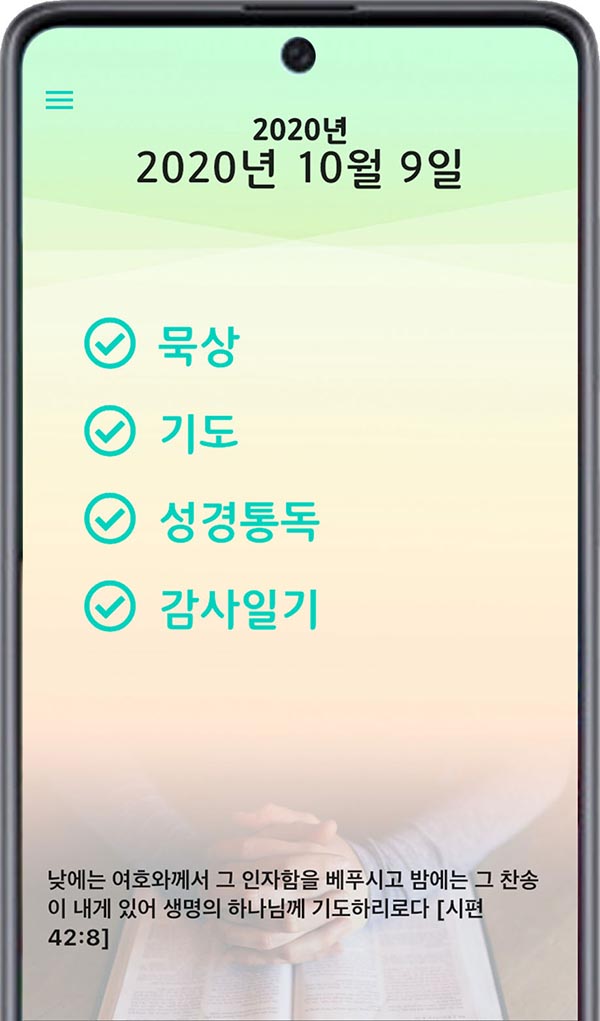 2020년
2020년 10월 9일
묵상
기도
성경통독
감사일기
낮에는 여호와께서 그 인자함을 베푸시고 밤에는 그 찬송
이 내게 있어 생명의 하나님께 기도하리로다 [시편
42:8]